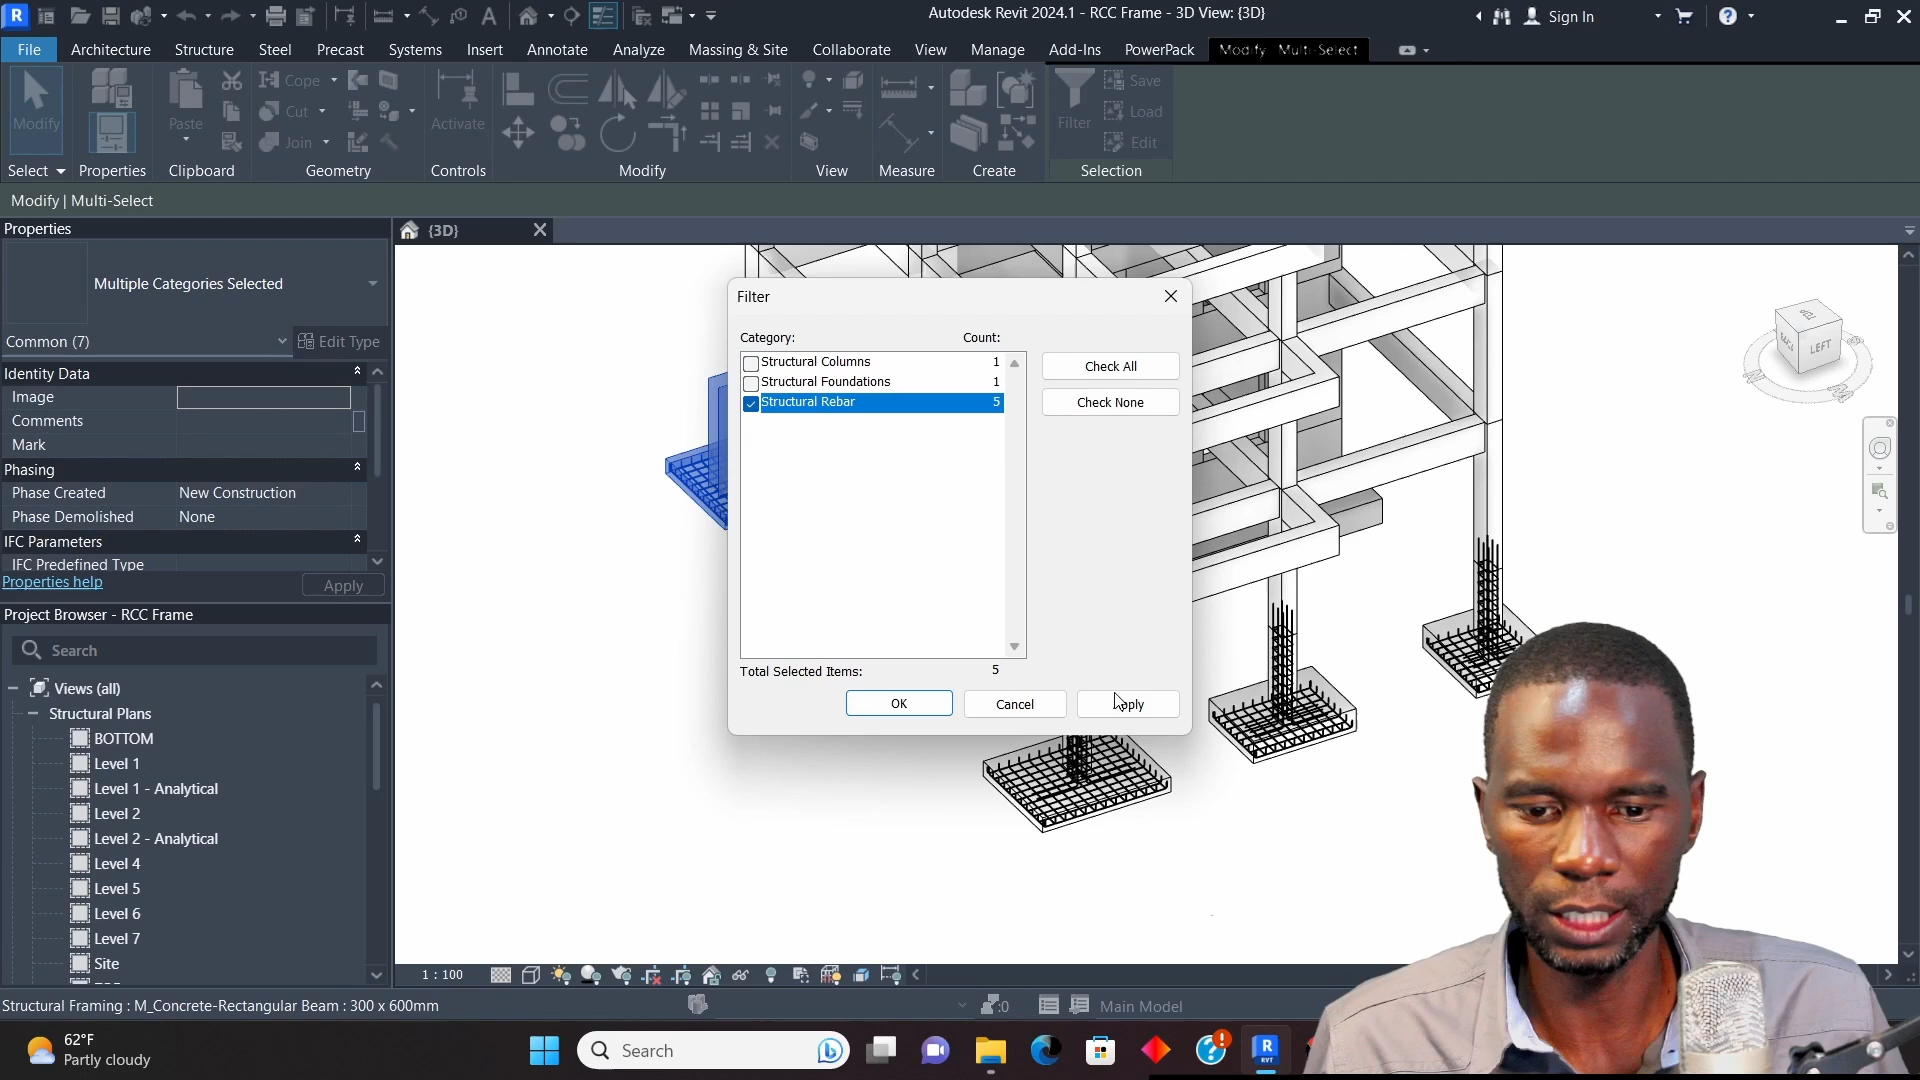 Autodesk Revit 2024.1 - RCC Frame - 3D View: {3D}
Sign In
File
Architecture
Structure
Steel
Precast
Systems
Insert
Annotate
Analyze
Massing & Site
Collaborate
View
Manage
Add-Ins
PowerPack
Modify | Multi-Select
Modify
Paste
Cope
Cut
Join
Activate
Filter
Save
Load
Edit
Select
Properties
Clipboard
Geometry
Controls
Modify
View
Measure
Create
Selection
Modify | Multi-Select
Properties
Multiple Categories Selected
Common (7)
Edit Type
Identity Data
Image
Comments
Mark
Phasing
Phase Created New Construction
Phase Demolished None
IFC Parameters
IFC Predefined Type
Properties help
Apply
Project Browser - RCC Frame
Search
Views (all)
Structural Plans
BOTTOM
Level 1
Level 1 - Analytical
Level 2
Level 2 - Analytical
Level 4
Level 5
Level 6
Level 7
Site
{3D}
Filter
Category: Count:
Structural Columns 1
Structural Foundations 1
Structural Rebar 5
Check All
Check None
Total Selected Items: 5
OK
Cancel
Apply
TOP
LEFT
1 : 100
Structural Framing : M_Concrete-Rectangular Beam : 300 x 600mm
:0
Main Model
62°F
Partly cloudy
Search